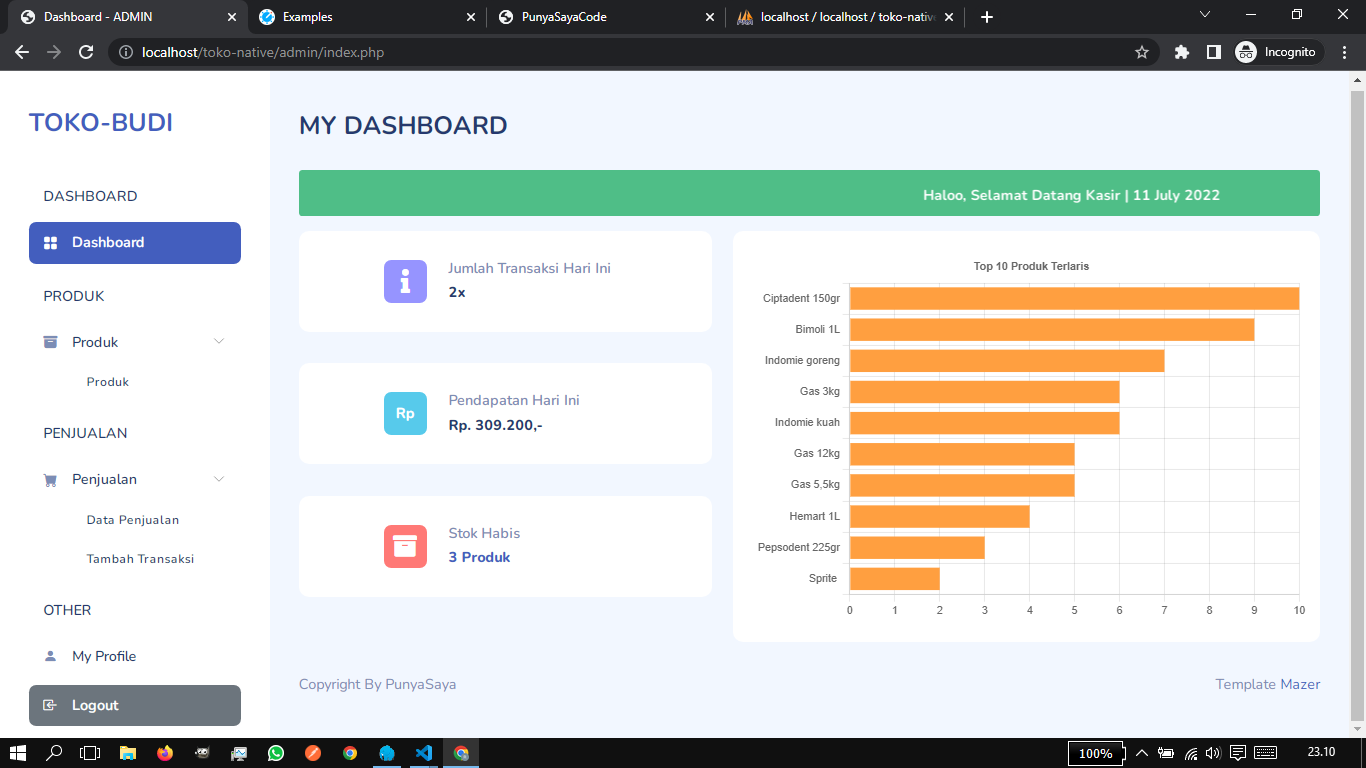 Dashboard - ADMIN
Examples
PunyaSayaCode
localhost / localhost / toko-native
localhost/toko-native/admin/index.php
Incognito
TOKO-BUDI
DASHBOARD
Dashboard
PRODUK
Produk
Produk
PENJUALAN
Penjualan
Data Penjualan
Tambah Transaksi
OTHER
My Profile
Logout
MY DASHBOARD
Haloo, Selamat Datang Kasir | 11 July 2022
Jumlah Transaksi Hari Ini
2x
Rp
Pendapatan Hari Ini
Rp. 309.200,-
Stok Habis
3 Produk
Top 10 Produk Terlaris
Ciptadent 150gr
Bimoli 1L
Indomie goreng
Gas 3kg
Indomie kuah
Gas 12kg
Gas 5,5kg
Hemart 1L
Pepsodent 225gr
Sprite
0 1 2 3 4 5 6 7 8 9 10
Copyright By PunyaSaya
Template Mazer
100%
23.10